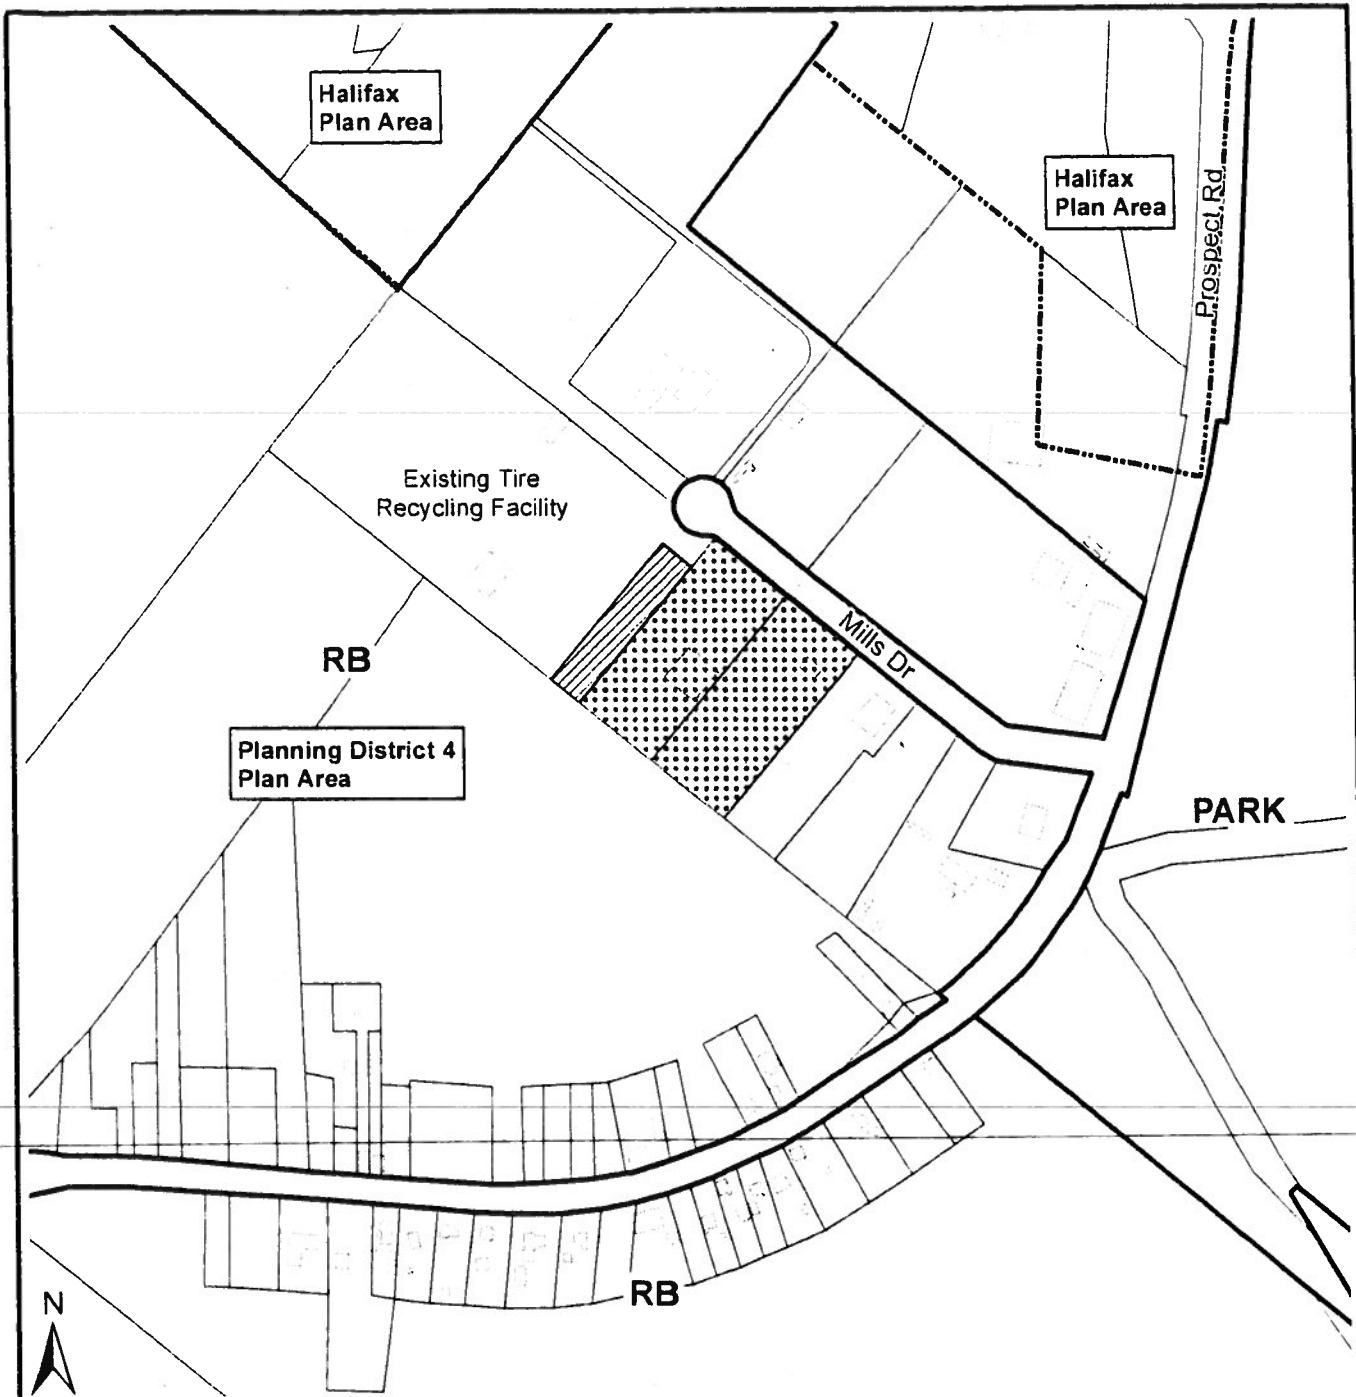 Halifax
Plan Area
Halifax
Plan Area
Prospect Rd
Existing Tire
Recycling Facility
Mills Dr
RB
Planning District 4
Plan Area
PARK
RB
N